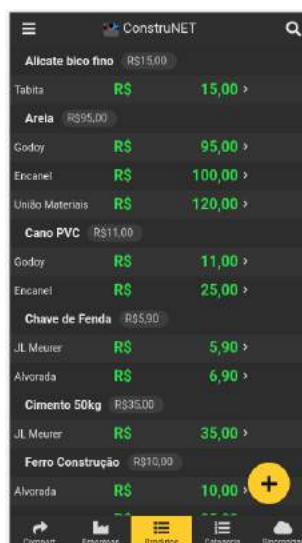 ConstruNET
Alicate bico fino R$15,00
Tabita R$ 15,00
Areia R$95,00
Godoy R$ 95,00
Encanel R$ 100,00
União Materiais R$ 120,00
Cano PVC R$11,00
Godoy R$ 11,00
Encanel R$ 25,00
Chave de Fenda R$5,90
JL Meurer R$ 5,90
Alvorada R$ 6,90
Cimento 50kg R$35,00
JL Meurer R$ 35,00
Ferro Construção R$10,00
Alvorada R$ 10,00
Produtos